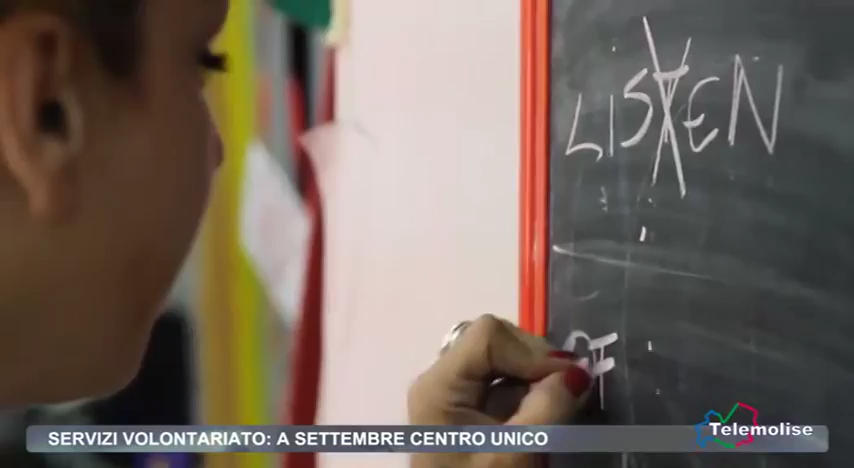 LISTEN
SERVIZI VOLONTARIATO: A SETTEMBRE CENTRO UNICO
Telemolise